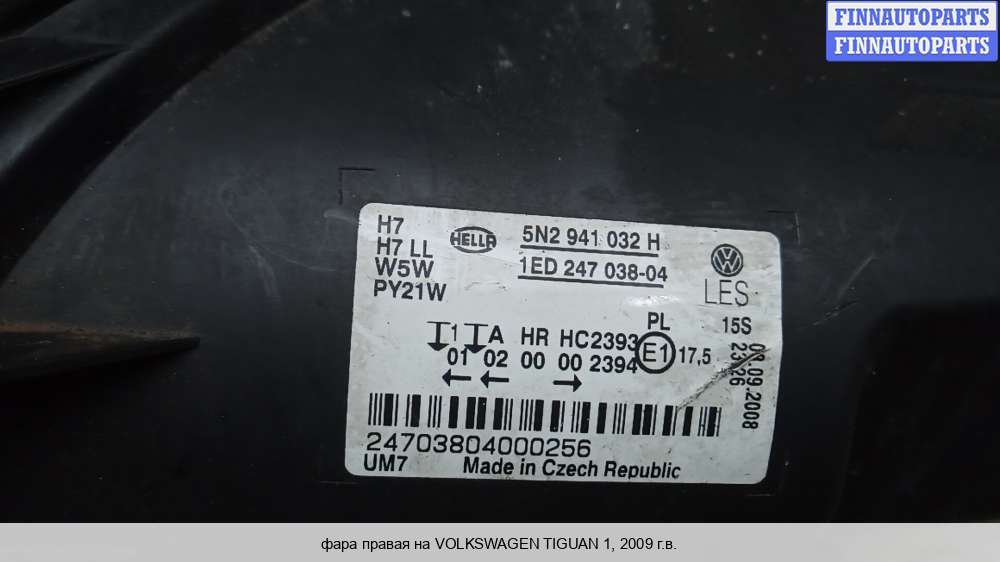 FINNAUTOPARTS
FINNAUTOPARTS
H7
H7 LL
W5W
PY21W
HELLA
5N2 941 032 H
1ED 247 038-04
LES
PL
15S
1 A HR HC2393
E1 17,5
01 02 00 00 2394
09.09.2008
23:26
24703804000256
UM7 Made in Czech Republic
фара правая на VOLKSWAGEN TIGUAN 1, 2009 г.в.